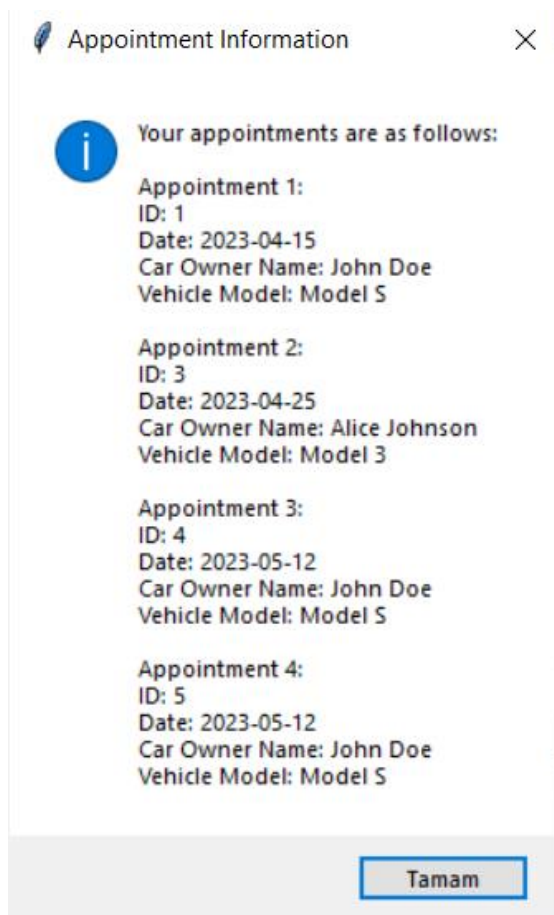 Appointment Information
Your appointments are as follows:
Appointment 1:
ID: 1
Date: 2023-04-15
Car Owner Name: John Doe
Vehicle Model: Model S
Appointment 2:
ID: 3
Date: 2023-04-25
Car Owner Name: Alice Johnson
Vehicle Model: Model 3
Appointment 3:
ID: 4
Date: 2023-05-12
Car Owner Name: John Doe
Vehicle Model: Model S
Appointment 4:
ID: 5
Date: 2023-05-12
Car Owner Name: John Doe
Vehicle Model: Model S
Tamam